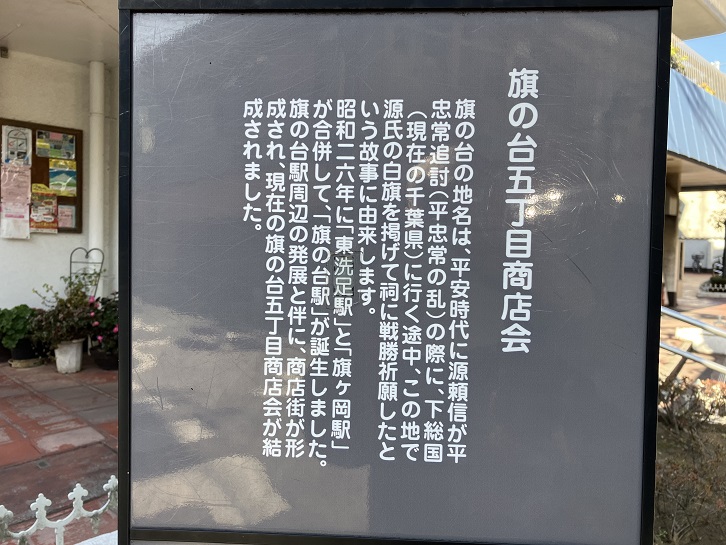 旗の台五丁目商店会
旗の台の地名は、平安時代に源頼信が平
忠常追討(平忠常の乱)の際に、下総国
(現在の千葉県)に行く途中、この地で
源氏の白旗を掲げて祠に戦勝祈願したと
いう故事に由来します。
昭和二六年に「東洗足駅」と「旗ヶ岡駅」
が合併して、「旗の台駅」が誕生しました。
旗の台駅周辺の発展と伴に、商店街が形
成され、現在の旗の台五丁目商店会が結
成されました。